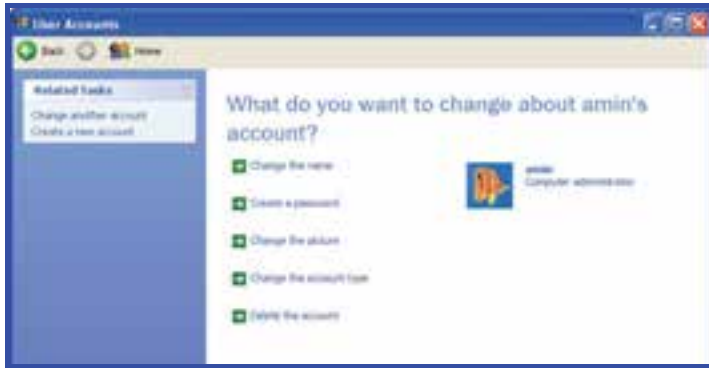 User Accounts
Back Home
Related Tasks
Change another account
Create a new account
What do you want to change about amin's
account?
Change the name
Create a password
Change the picture
Change the account type
Delete the account
amin
Computer administrator